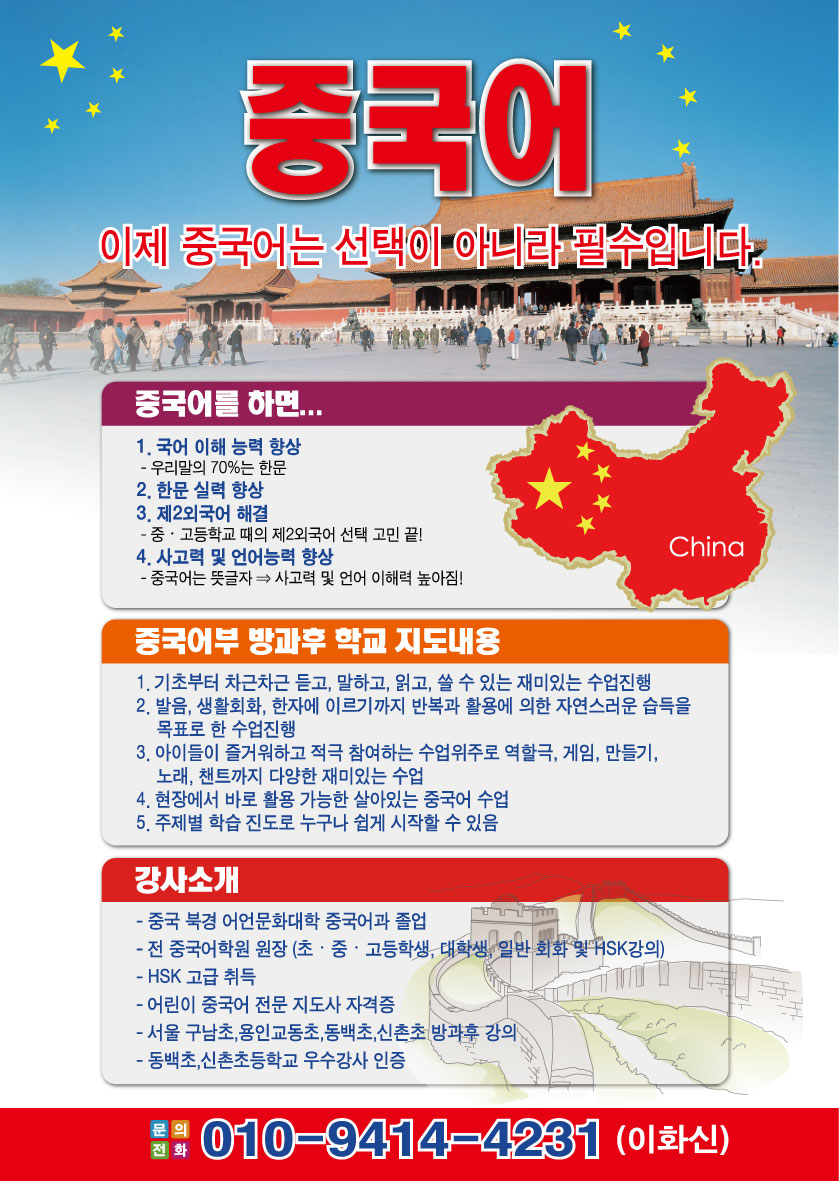 중국어
이제 중국어는 선택이 아니라 필수입니다.
중국어를 하면...
1. 국어 이해 능력 향상
- 우리말의 70%는 한문
2. 한문 실력 향상
3. 제2외국어 해결
- 중 · 고등학교 때의 제2외국어 선택 고민 끝!
4. 사고력 및 언어능력 향상
- 중국어는 뜻글자 ⇒ 사고력 및 언어 이해력 높아짐!
China
중국어부 방과후 학교 지도내용
1. 기초부터 차근차근 듣고, 말하고, 읽고, 쓸 수 있는 재미있는 수업진행
2. 발음, 생활회화, 한자에 이르기까지 반복과 활용에 의한 자연스러운 습득을
목표로 한 수업진행
3. 아이들이 즐거워하고 적극 참여하는 수업위주로 역할극, 게임, 만들기,
노래, 챈트까지 다양한 재미있는 수업
4. 현장에서 바로 활용 가능한 살아있는 중국어 수업
5. 주제별 학습 진도로 누구나 쉽게 시작할 수 있음
강사소개
- 중국 북경 어언문화대학 중국어과 졸업
- 전 중국어학원 원장 (초 · 중 · 고등학생, 대학생, 일반 회화 및 HSK강의)
- HSK 고급 취득
- 어린이 중국어 전문 지도사 자격증
- 서울 구남초,용인교동초,동백초,신촌초 방과후 강의
- 동백초,신촌초등학교 우수강사 인증
문의
전화
010-9414-4231 (이화신)